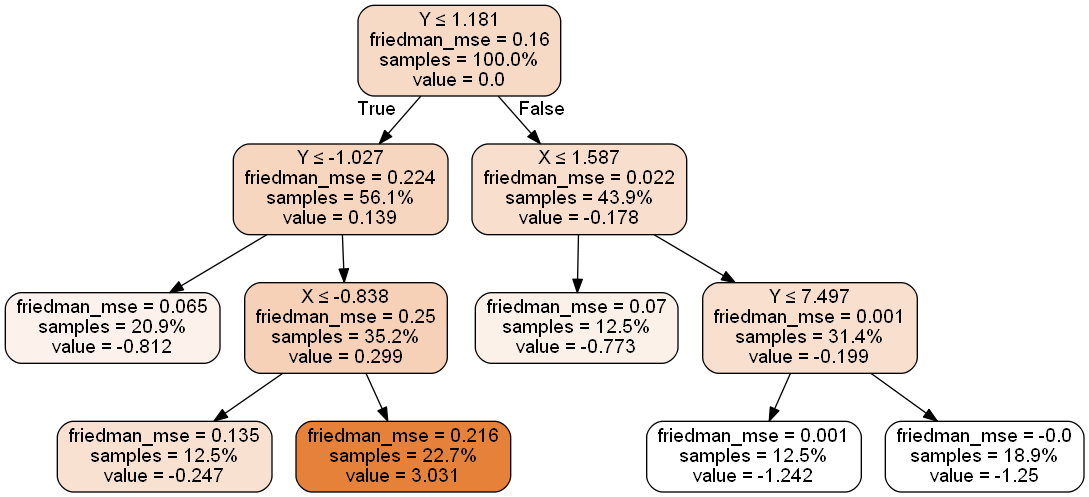 Y ≤ 1.181
friedman_mse = 0.16
samples = 100.0%
value = 0.0
True
False
Y ≤ -1.027
friedman_mse = 0.224
samples = 56.1%
value = 0.139
X ≤ 1.587
friedman_mse = 0.022
samples = 43.9%
value = -0.178
friedman_mse = 0.065
samples = 20.9%
value = -0.812
X ≤ -0.838
friedman_mse = 0.25
samples = 35.2%
value = 0.299
friedman_mse = 0.07
samples = 12.5%
value = -0.773
Y ≤ 7.497
friedman_mse = 0.001
samples = 31.4%
value = -0.199
friedman_mse = 0.135
samples = 12.5%
value = -0.247
friedman_mse = 0.216
samples = 22.7%
value = 3.031
friedman_mse = 0.001
samples = 12.5%
value = -1.242
friedman_mse = -0.0
samples = 18.9%
value = -1.25